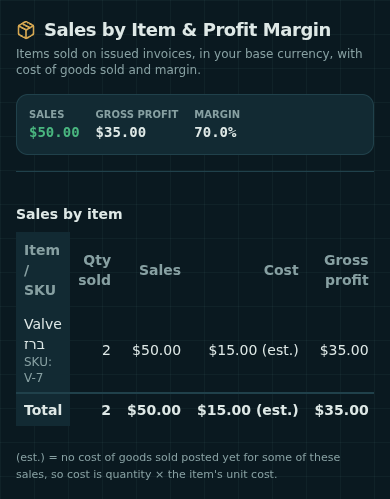 Sales by Item & Profit Margin
Items sold on issued invoices, in your base currency, with
cost of goods sold and margin.
SALES GROSS PROFIT MARGIN
$50.00 $35.00 70.0%
Sales by item
Item / SKU Qty sold Sales Cost Gross profit
Valve
ברז
SKU:
V-7
2 $50.00 $15.00 (est.) $35.00
Total 2 $50.00 $15.00 (est.) $35.00
(est.) = no cost of goods sold posted yet for some of these
sales, so cost is quantity × the item's unit cost.